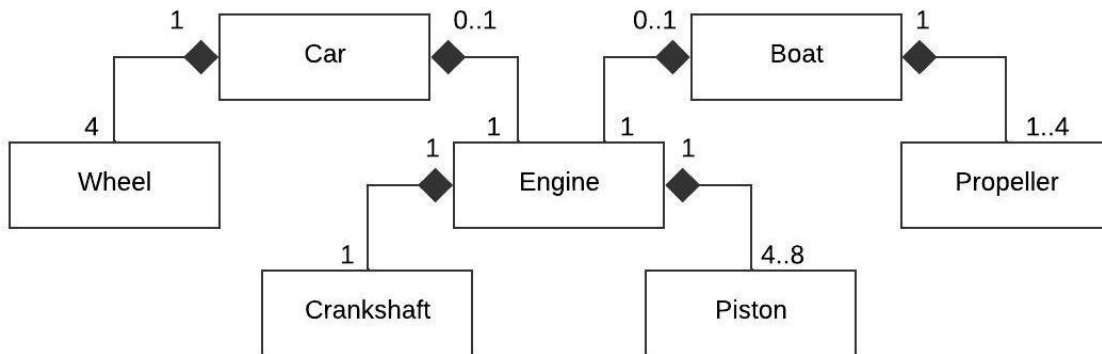 1
Car
0..1
0..1
Boat
1
4
1
1
1..4
Wheel
1
Engine
1
Propeller
1
4..8
Crankshaft
Piston